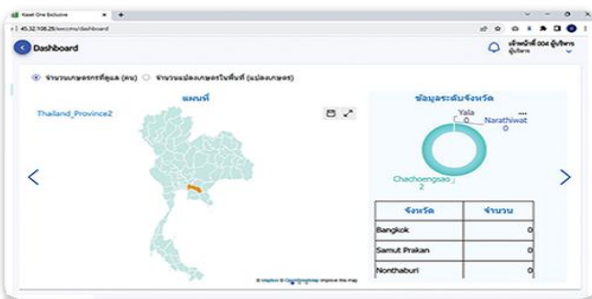 Kaset One Exclusive
45.32.108.25/wecomv/dashboard
Dashboard
เจ้าหน้าที่ 004 ผู้บริหาร
ผู้บริหาร
จำนวนเกษตรกรที่ดูแล (คน)
จำนวนแปลงเกษตรในพื้นที่ (แปลงเกษตร)
แผนที่
Thailand_Province2
ข้อมูลระดับจังหวัด
Yala
0
Narathiwat
0
Chachoengsao
2
จังหวัด จำนวน
Bangkok 0
Samut Prakan 0
Nonthaburi 0
© Mapbox © OpenStreetMap Improve this map